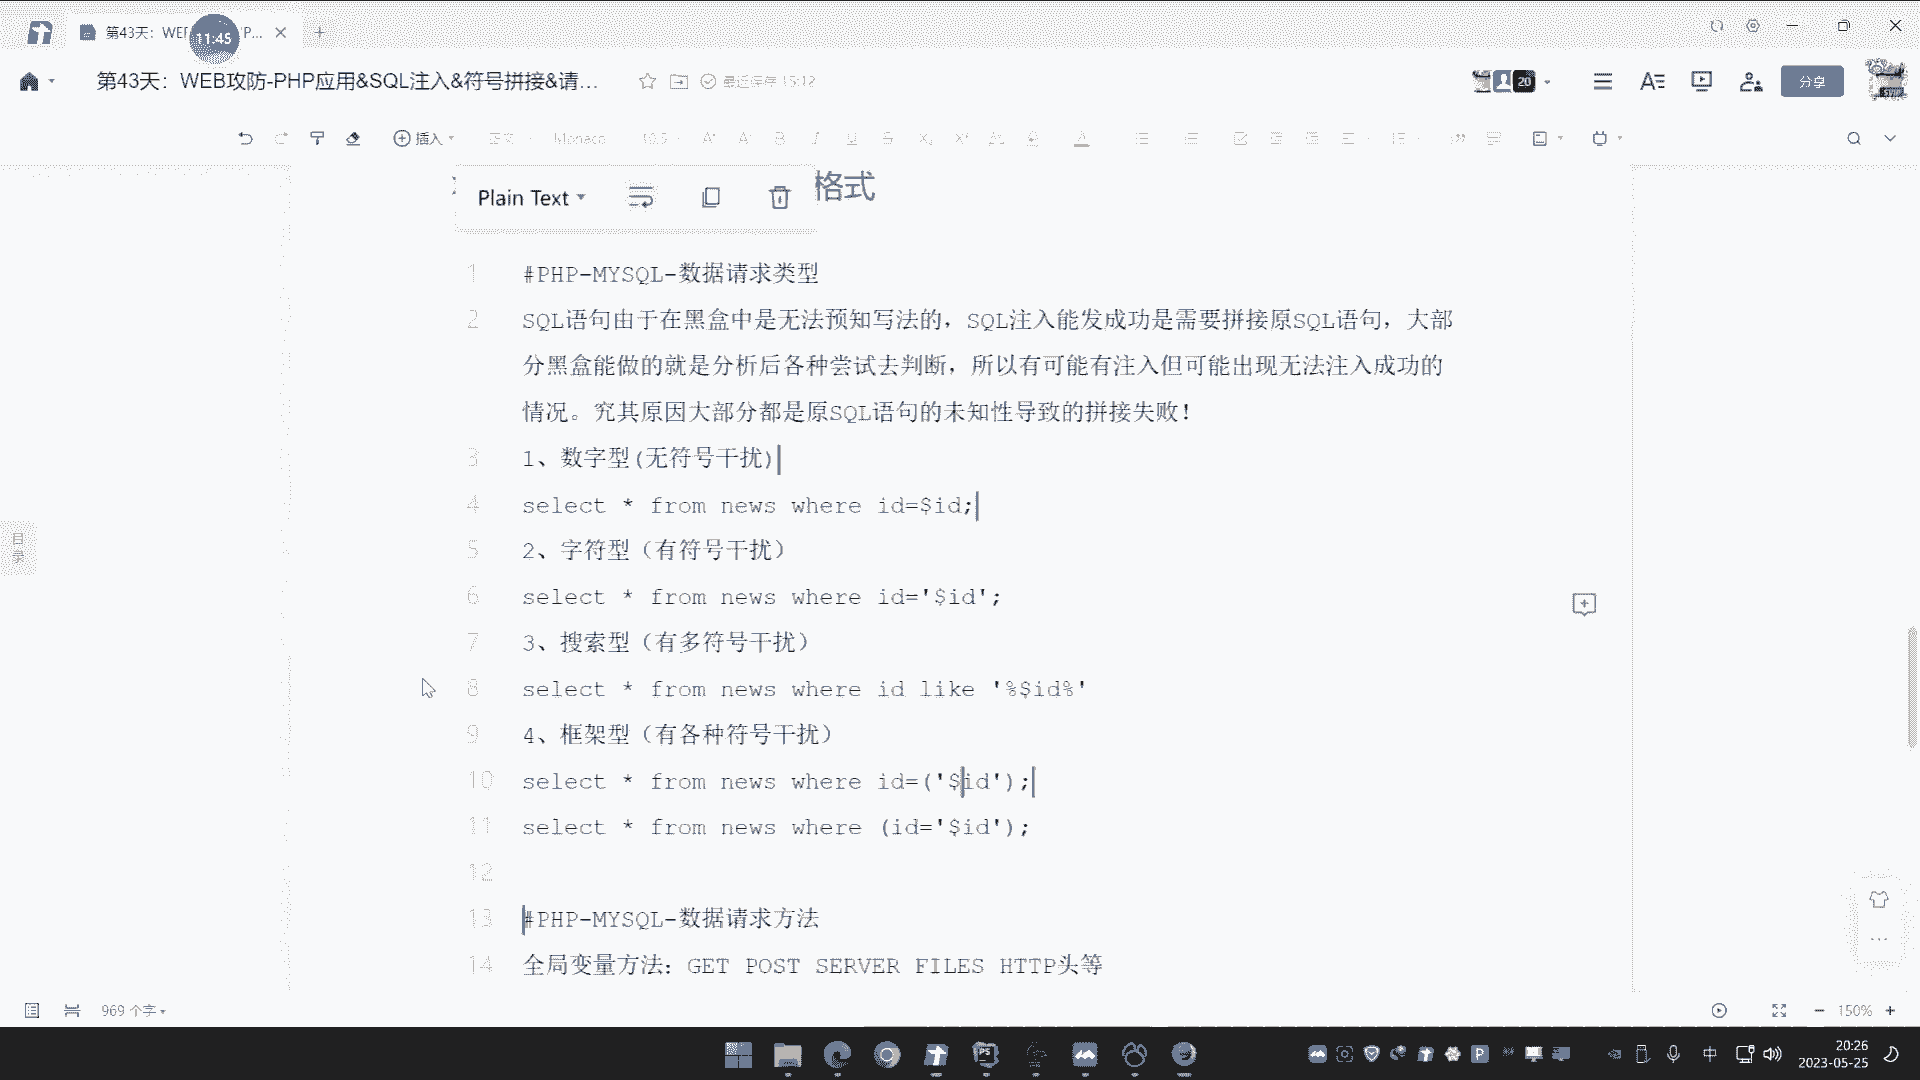 第43天：
P...
11:45
第43天：WEB攻防-PHP应用&SQL注入&符号拼接&请...
最近保存 15:12
20
分享
插入
正文
Monaco
10.5
Plain Text
格式
1 #PHP-MYSQL-数据请求类型
2 SQL语句由于在黑盒中是无法预知写法的，SQL注入能发成功是需要拼接原SQL语句，大部
分黑盒能做的就是分析后各种尝试去判断，所以有可能有注入但可能出现无法注入成功的
情况。究其原因大部分都是原SQL语句的未知性导致的拼接失败！
3 1、数字型(无符号干扰)
4 select * from news where id=$id;
5 2、字符型（有符号干扰）
6 select * from news where id='$id';
7 3、搜索型（有多符号干扰）
8 select * from news where id like '%$id%'
9 4、框架型（有各种符号干扰）
10 select * from news where id=('$id');
11 select * from news where (id='$id');
12
13 #PHP-MYSQL-数据请求方法
14 全局变量方法：GET POST SERVER FILES HTTP头等
目录
969 个字
150%
中
20:26
2023-05-25